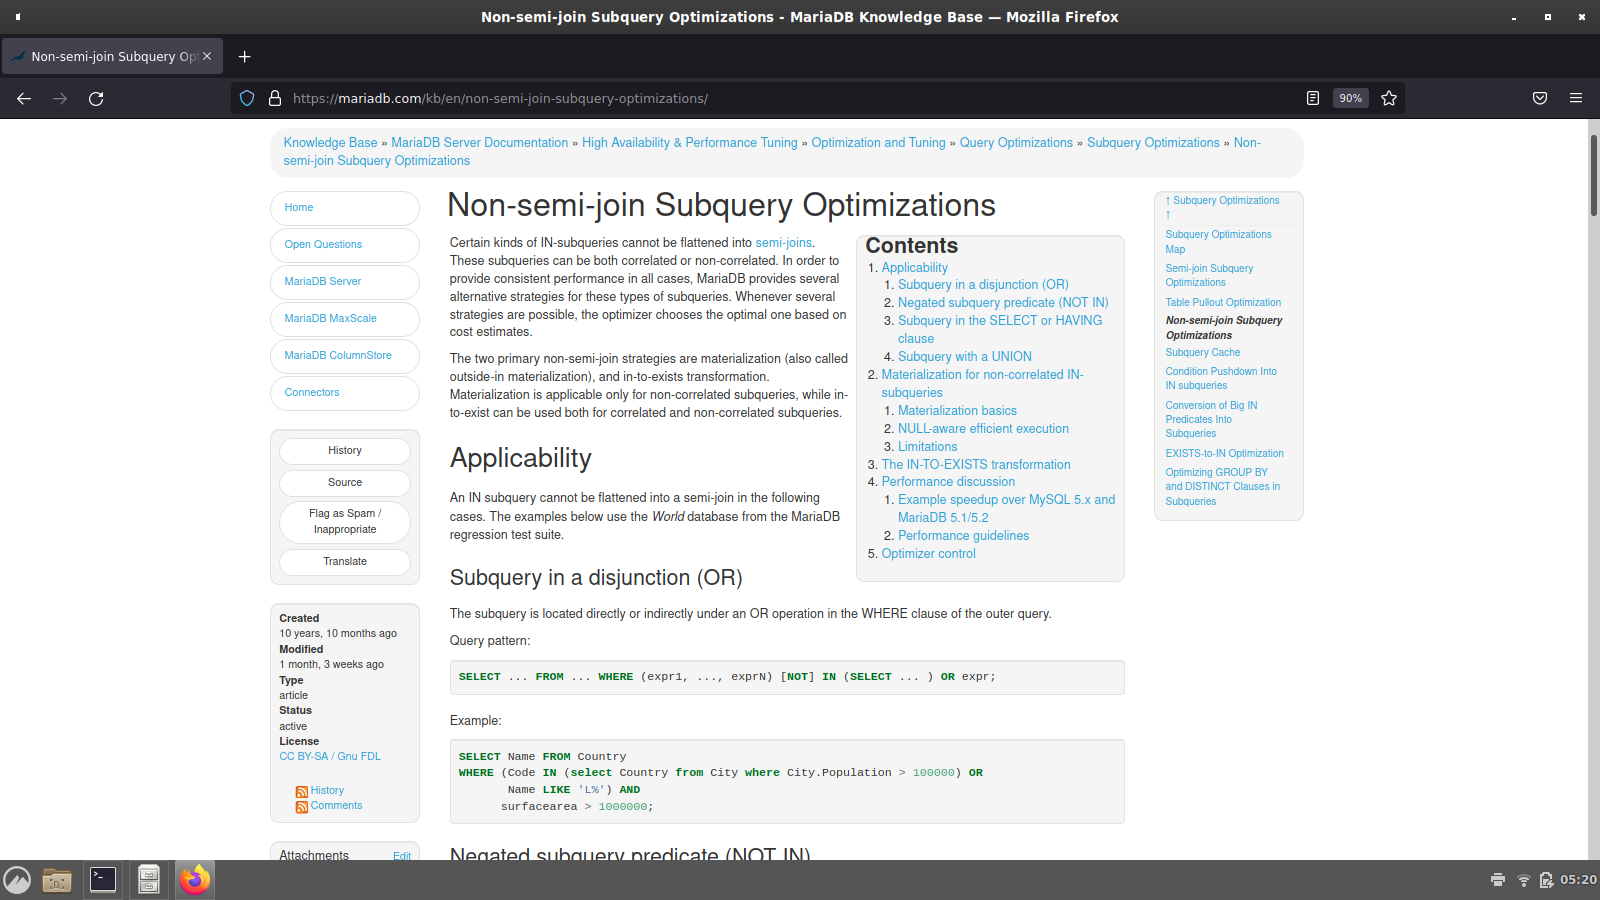 Non-semi-join Subquery Optimizations - MariaDB Knowledge Base — Mozilla Firefox
Non-semi-join Subquery Op
https://mariadb.com/kb/en/non-semi-join-subquery-optimizations/
90%
Knowledge Base » MariaDB Server Documentation » High Availability & Performance Tuning » Optimization and Tuning » Query Optimizations » Subquery Optimizations » Non-
semi-join Subquery Optimizations
Home
Open Questions
MariaDB Server
MariaDB MaxScale
MariaDB ColumnStore
Connectors
History
Source
Flag as Spam /
Inappropriate
Translate
Created
10 years, 10 months ago
Modified
1 month, 3 weeks ago
Type
article
Status
active
License
CC BY-SA / Gnu FDL
History
Comments
Attachments
Edit
Non-semi-join Subquery Optimizations
Certain kinds of IN-subqueries cannot be flattened into semi-joins.
These subqueries can be both correlated or non-correlated. In order to
provide consistent performance in all cases, MariaDB provides several
alternative strategies for these types of subqueries. Whenever several
strategies are possible, the optimizer chooses the optimal one based on
cost estimates.
The two primary non-semi-join strategies are materialization (also called
outside-in materialization), and in-to-exists transformation.
Materialization is applicable only for non-correlated subqueries, while in-
to-exist can be used both for correlated and non-correlated subqueries.
Contents
1. Applicability
1. Subquery in a disjunction (OR)
2. Negated subquery predicate (NOT IN)
3. Subquery in the SELECT or HAVING
clause
4. Subquery with a UNION
2. Materialization for non-correlated IN-
subqueries
1. Materialization basics
2. NULL-aware efficient execution
3. Limitations
3. The IN-TO-EXISTS transformation
4. Performance discussion
1. Example speedup over MySQL 5.x and
MariaDB 5.1/5.2
2. Performance guidelines
5. Optimizer control
Applicability
An IN subquery cannot be flattened into a semi-join in the following
cases. The examples below use the World database from the MariaDB
regression test suite.
Subquery in a disjunction (OR)
The subquery is located directly or indirectly under an OR operation in the WHERE clause of the outer query.
Query pattern:
SELECT ... FROM ... WHERE (expr1, ..., exprN) [NOT] IN (SELECT ... ) OR expr;
Example:
SELECT Name FROM Country
WHERE (Code IN (select Country from City where City.Population > 100000) OR
Name LIKE 'L%') AND
surfacearea > 1000000;
Negated subquery predicate (NOT IN)
↑ Subquery Optimizations
↑
Subquery Optimizations
Map
Semi-join Subquery
Optimizations
Table Pullout Optimization
Non-semi-join Subquery
Optimizations
Subquery Cache
Condition Pushdown Into
IN subqueries
Conversion of Big IN
Predicates Into
Subqueries
EXISTS-to-IN Optimization
Optimizing GROUP BY
and DISTINCT Clauses in
Subqueries
05:20